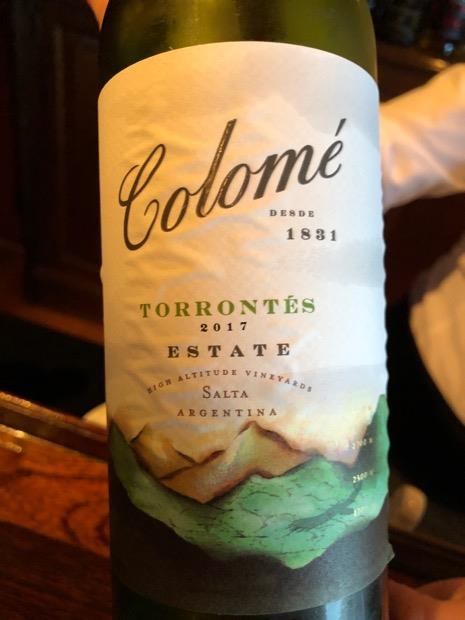 Colomé
DESDE
1831
TORRONTÉS
2017
ESTATE
HIGH ALTITUDE VINEYARDS
SALTA
ARGENTINA